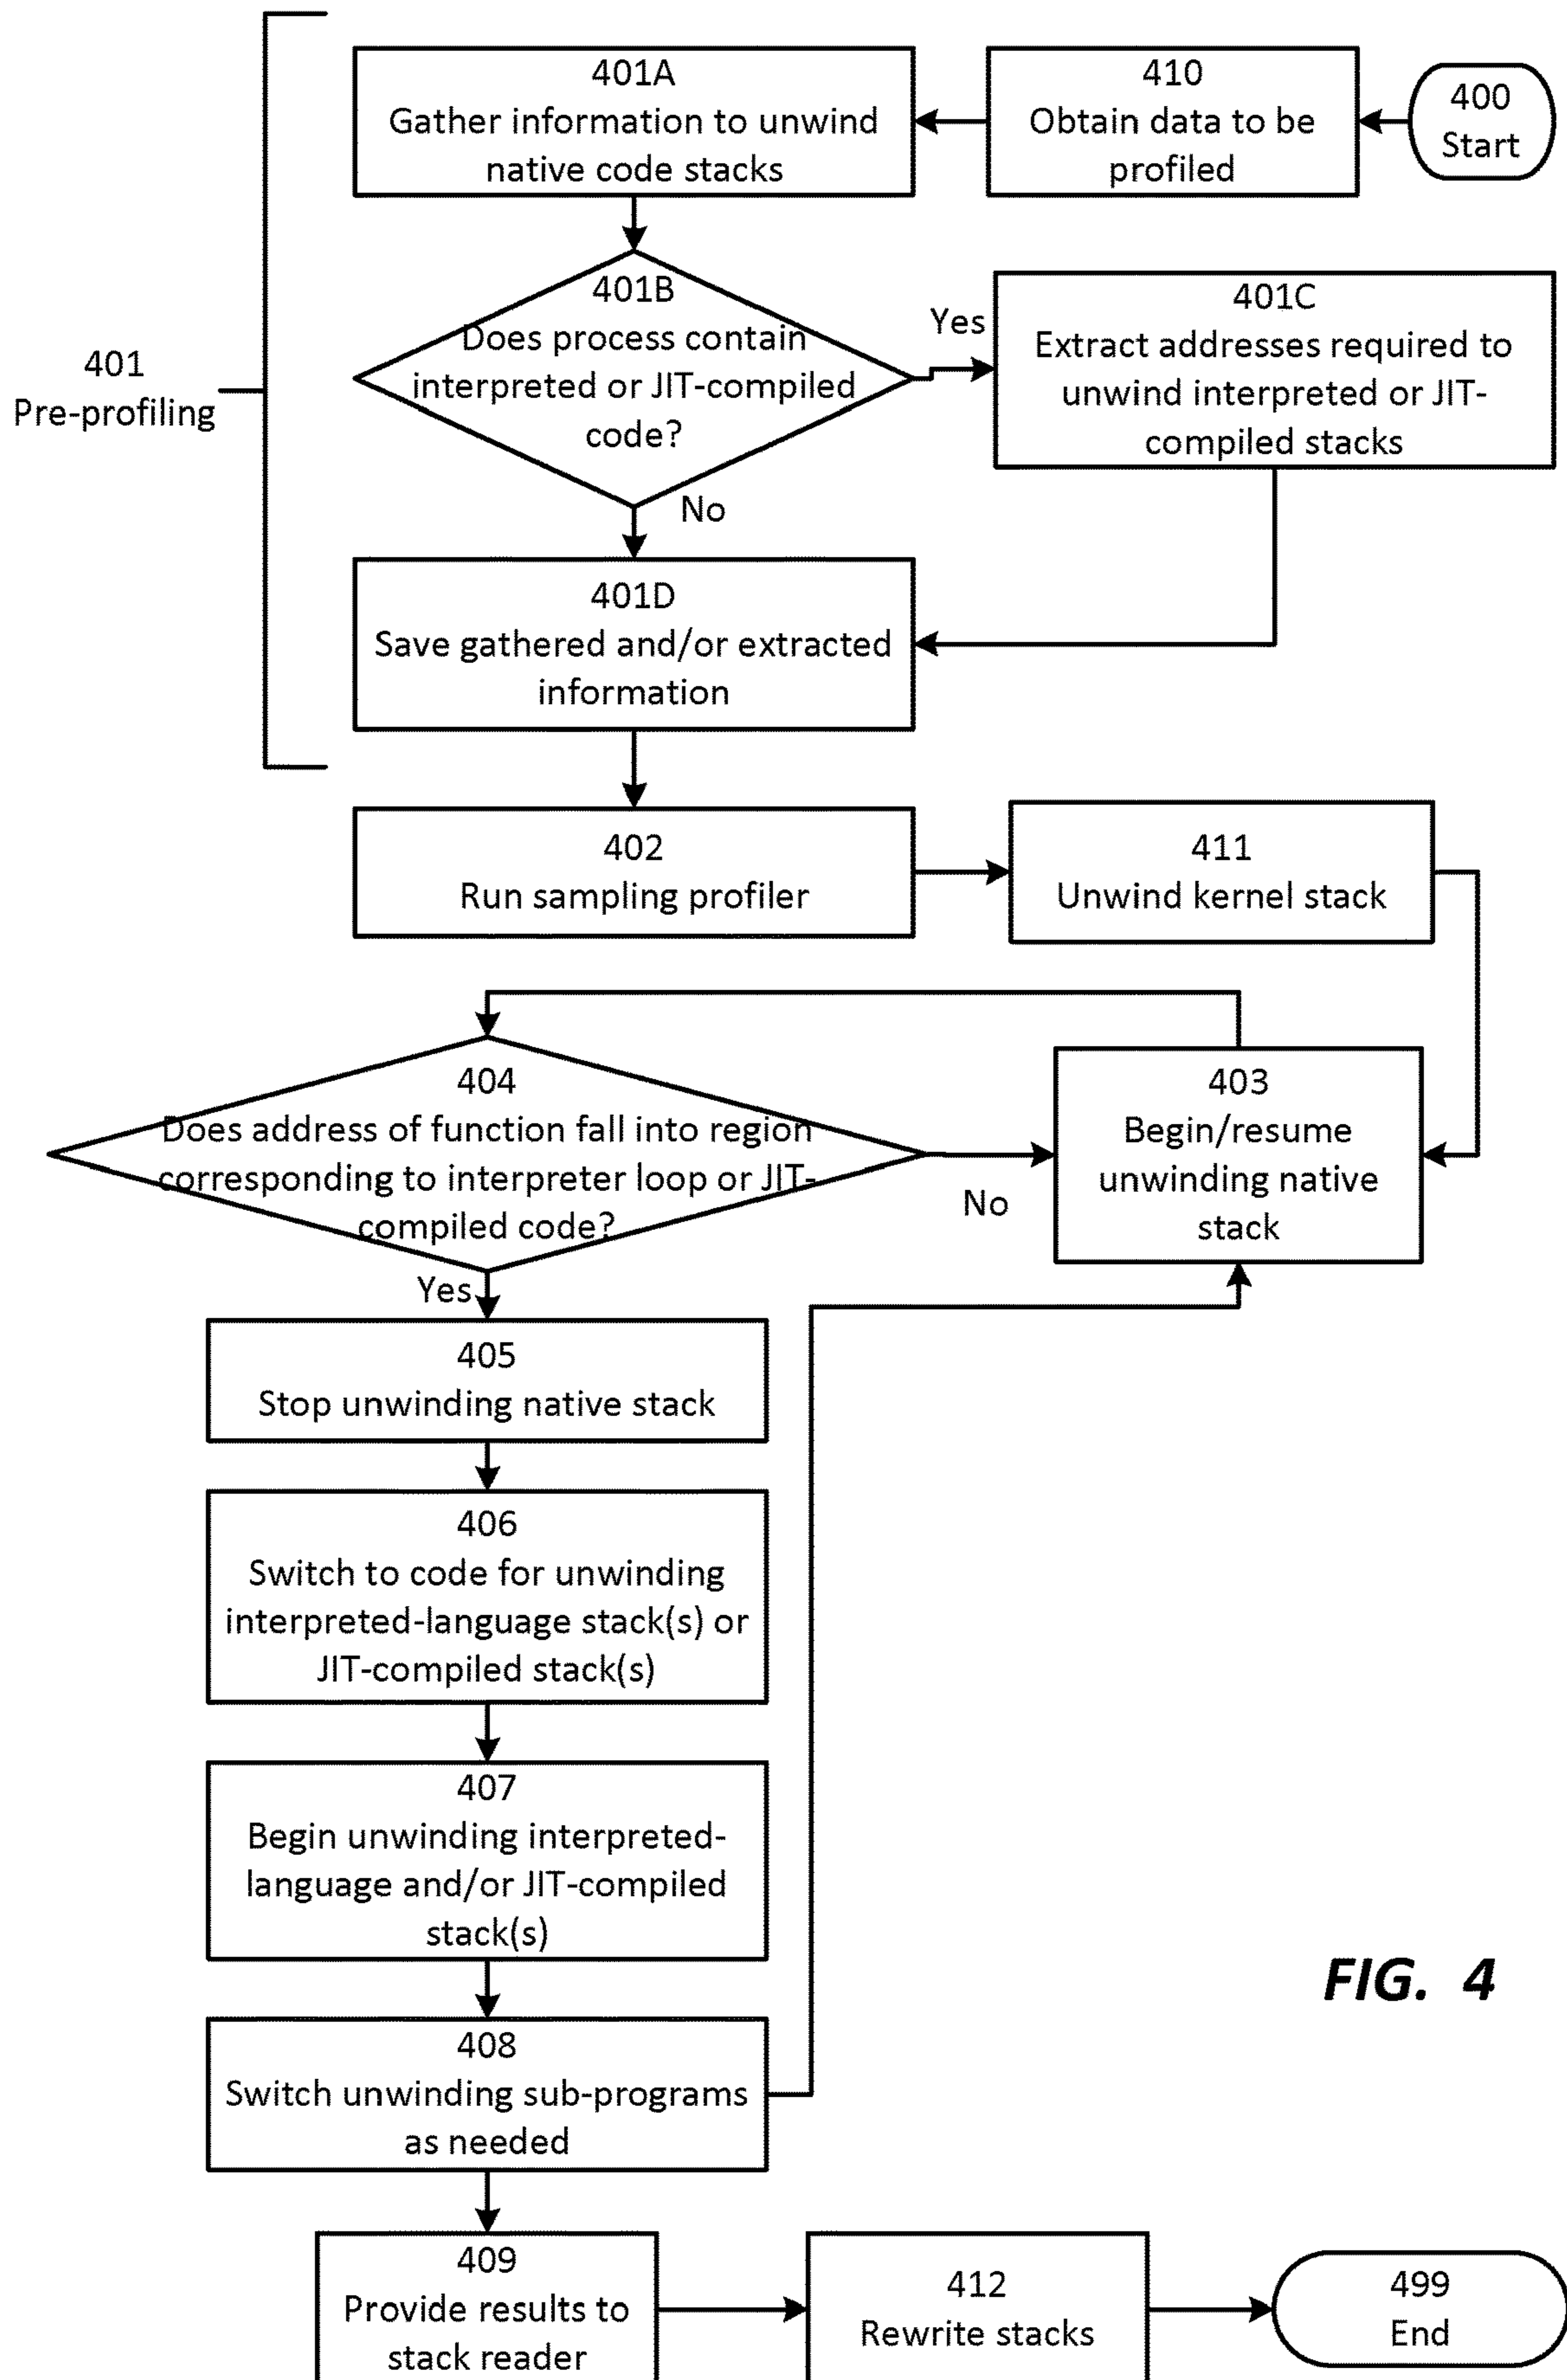 400
Start
410
Obtain data to be
profiled
401A
Gather information to unwind
native code stacks
401
Pre-profiling
401B
Does process contain
interpreted or JIT-compiled
code?
Yes
401C
Extract addresses required to
unwind interpreted or JIT-
compiled stacks
No
401D
Save gathered and/or extracted
information
402
Run sampling profiler
411
Unwind kernel stack
403
Begin/resume
unwinding native
stack
404
Does address of function fall into region
corresponding to interpreter loop or JIT-
compiled code?
No
Yes
405
Stop unwinding native stack
406
Switch to code for unwinding
interpreted-language stack(s) or
JIT-compiled stack(s)
407
Begin unwinding interpreted-
language and/or JIT-compiled
stack(s)
408
Switch unwinding sub-programs
as needed
409
Provide results to
stack reader
412
Rewrite stacks
499
End
FIG. 4